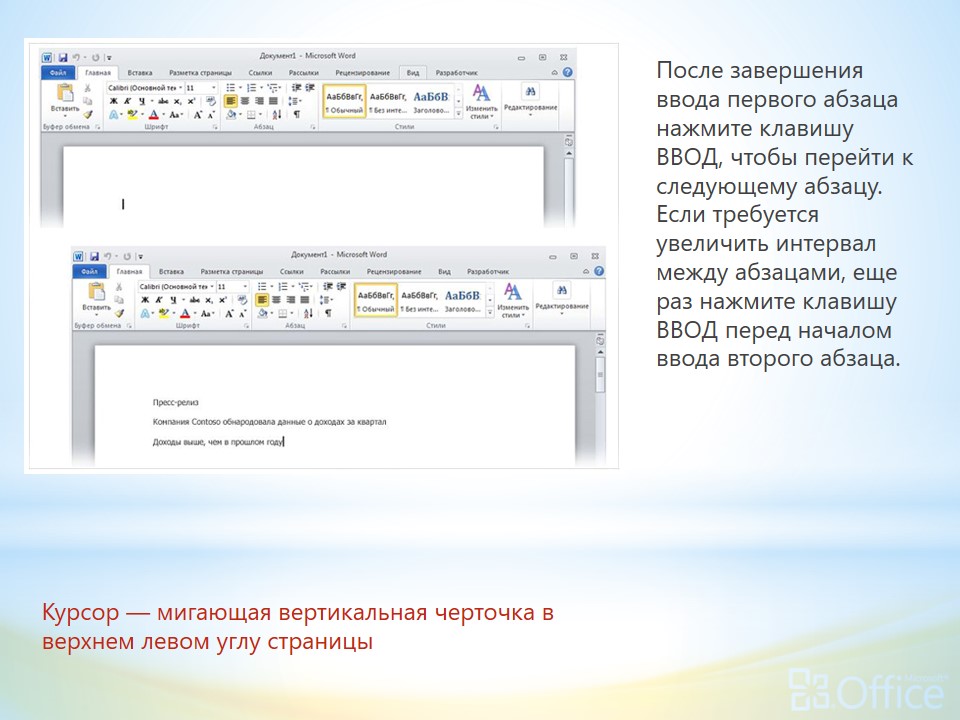 Документ1 - Microsoft Word
Файл Главная Вставка Разметка страницы Ссылки Рассылки Рецензирование Вид Разработчик
Calibri (Основной тек 11
АаБбВвГг, АаБбВвГг, АаБбВ
Вставить
Ж К Ч abc x₂ x²
¶ Обычный ¶ Без инте... Заголово...
Изменить стили
Редактирование
Буфер обмена Шрифт Абзац Стили
Документ1 - Microsoft Word
Файл Главная Вставка Разметка страницы Ссылки Рассылки Рецензирование Вид Разработчик
Calibri (Основной тек 11
АаБбВвГг, АаБбВвГг, АаБбВ
Вставить
Ж К Ч abc x₂ x²
¶ Обычный ¶ Без инте... Заголово...
Изменить стили
Редактирование
Буфер обмена Шрифт Абзац Стили
Пресс-релиз
Компания Contoso обнародовала данные о доходах за квартал
Доходы выше, чем в прошлом году
После завершения
ввода первого абзаца
нажмите клавишу
ВВОД, чтобы перейти к
следующему абзацу.
Если требуется
увеличить интервал
между абзацами, еще
раз нажмите клавишу
ВВОД перед началом
ввода второго абзаца.
Курсор — мигающая вертикальная черточка в
верхнем левом углу страницы
Microsoft
Office